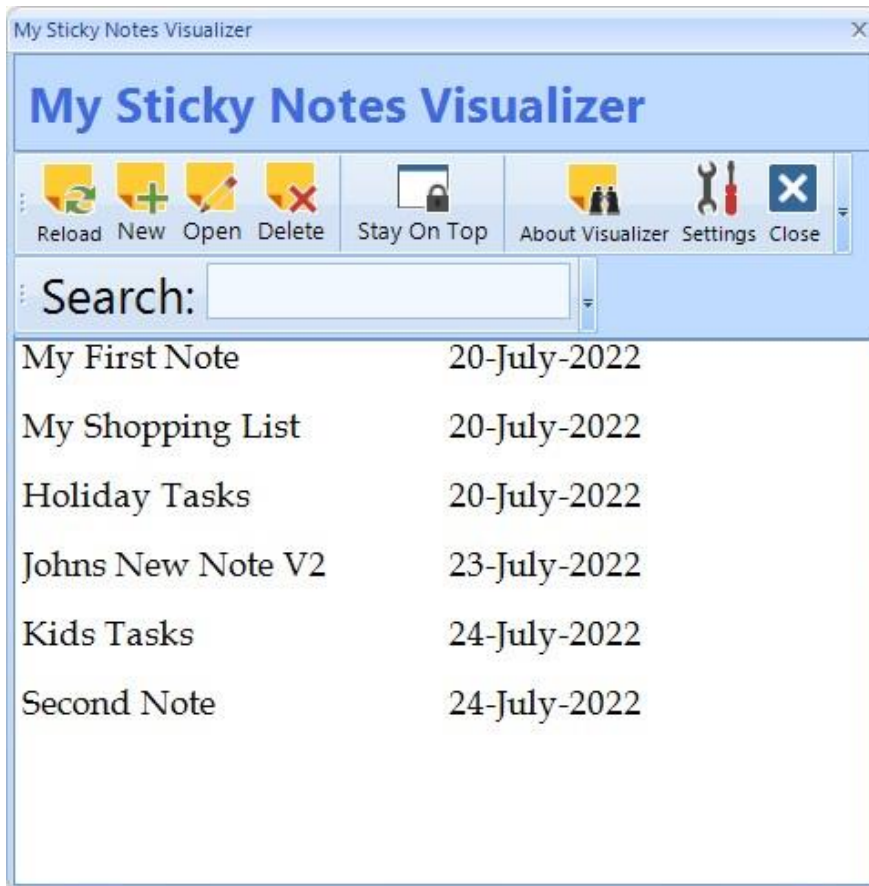 My Sticky Notes Visualizer
My Sticky Notes Visualizer
Reload New Open Delete Stay On Top About Visualizer Settings Close
Search:
My First Note 20-July-2022
My Shopping List 20-July-2022
Holiday Tasks 20-July-2022
Johns New Note V2 23-July-2022
Kids Tasks 24-July-2022
Second Note 24-July-2022